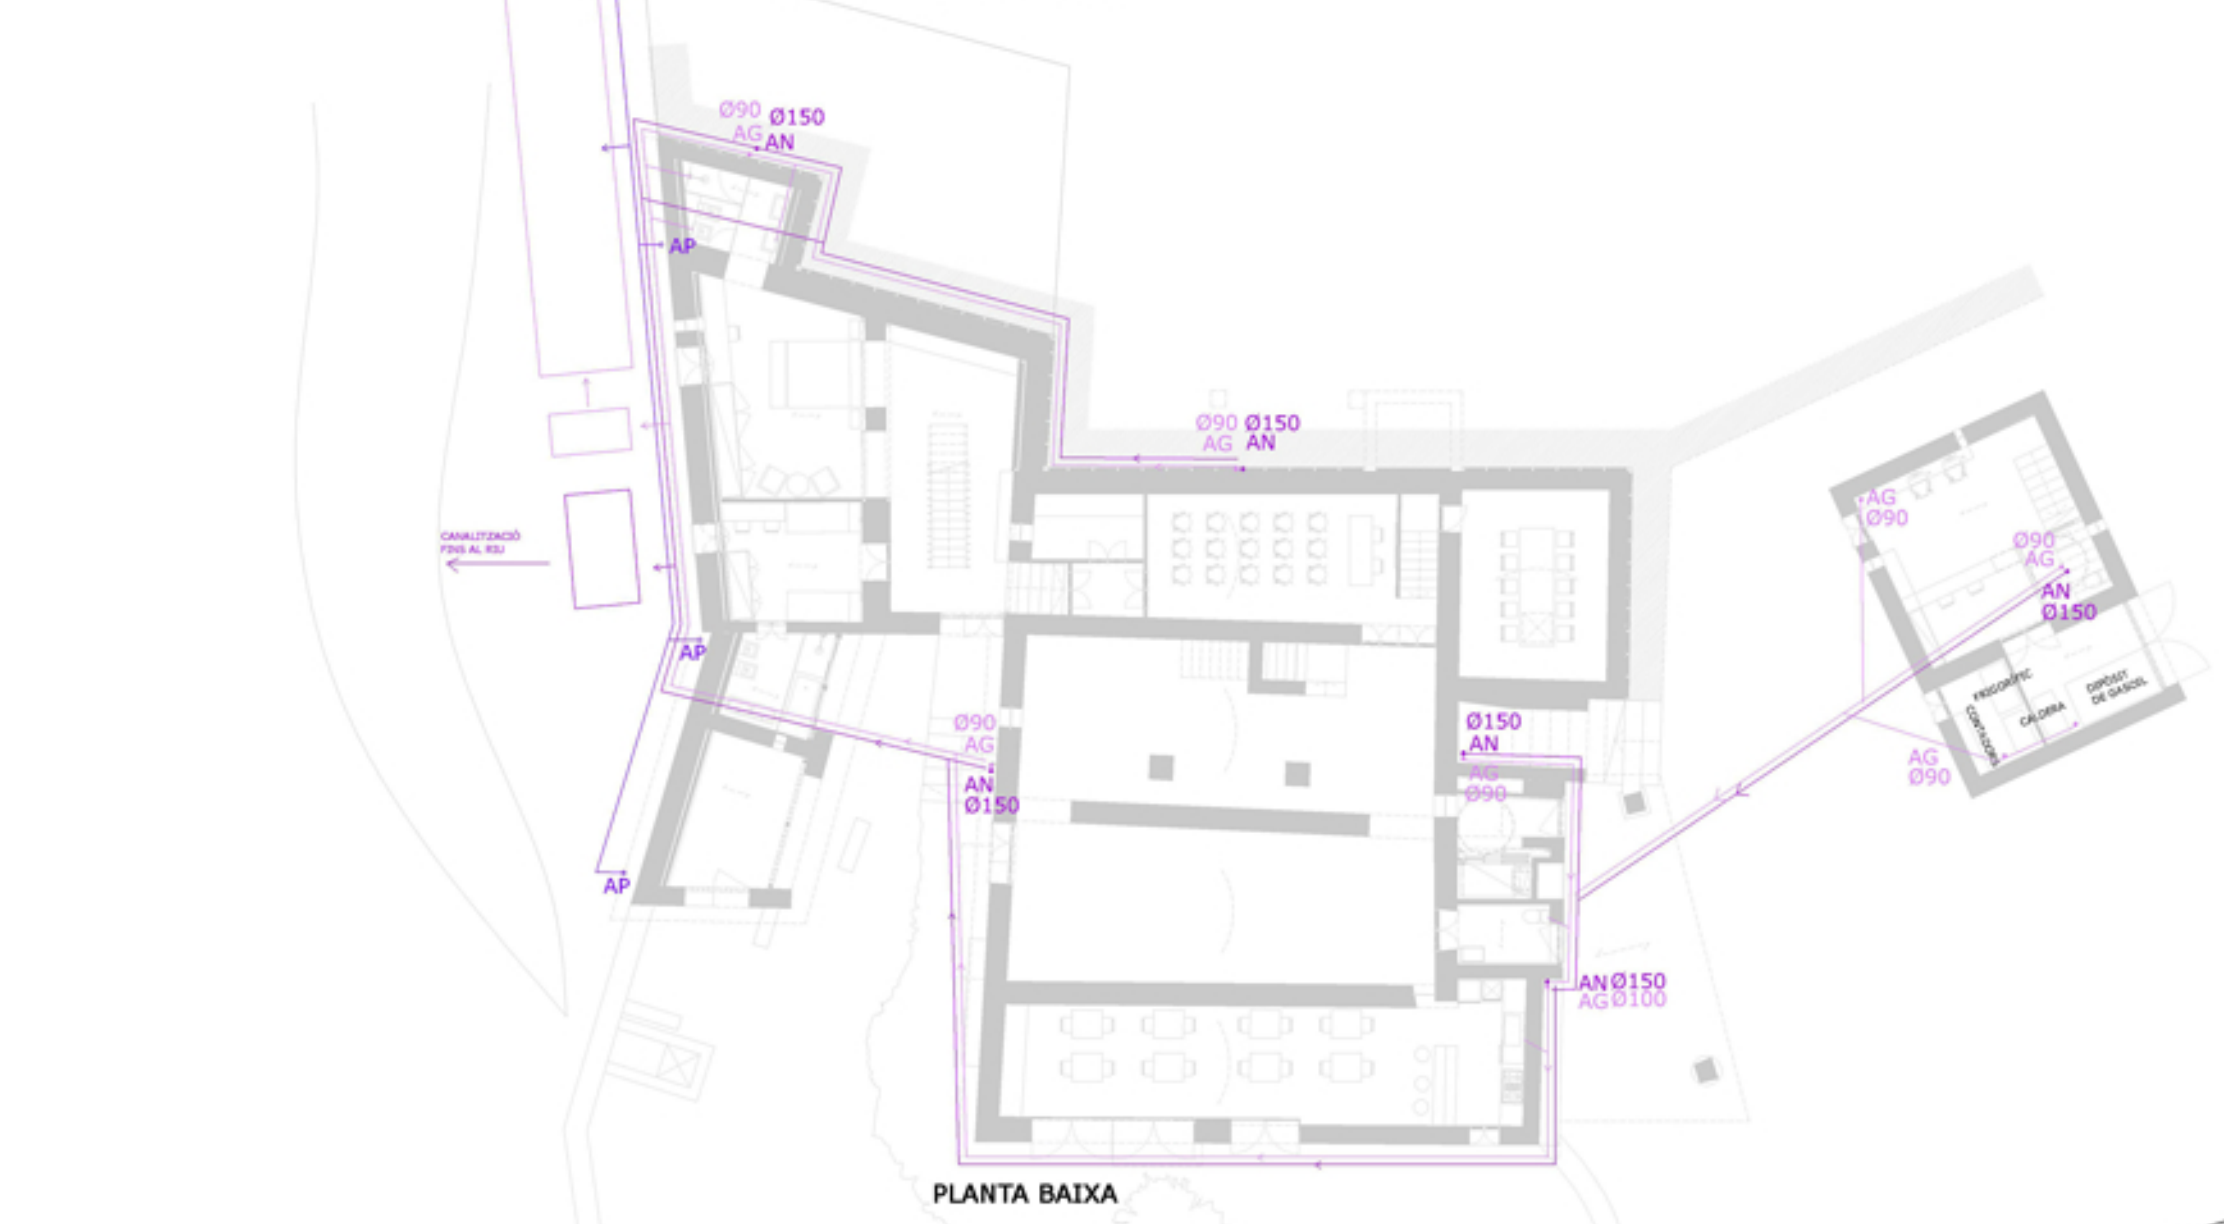 Ø90 Ø150
AG AN
AP
Ø90 Ø150
AG AN
CANALITZACIÓ
FINS AL RIU
AG
Ø90
Ø90
AG
AN
Ø150
AP
FRIGORÍFIC
DIPÒSIT
DE GASOIL
CALDERA
CONTADORS
Ø90
AG
AN
Ø150
Ø150
AN
AG
Ø90
AG
Ø90
AP
AN Ø150
AG Ø100
PLANTA BAIXA